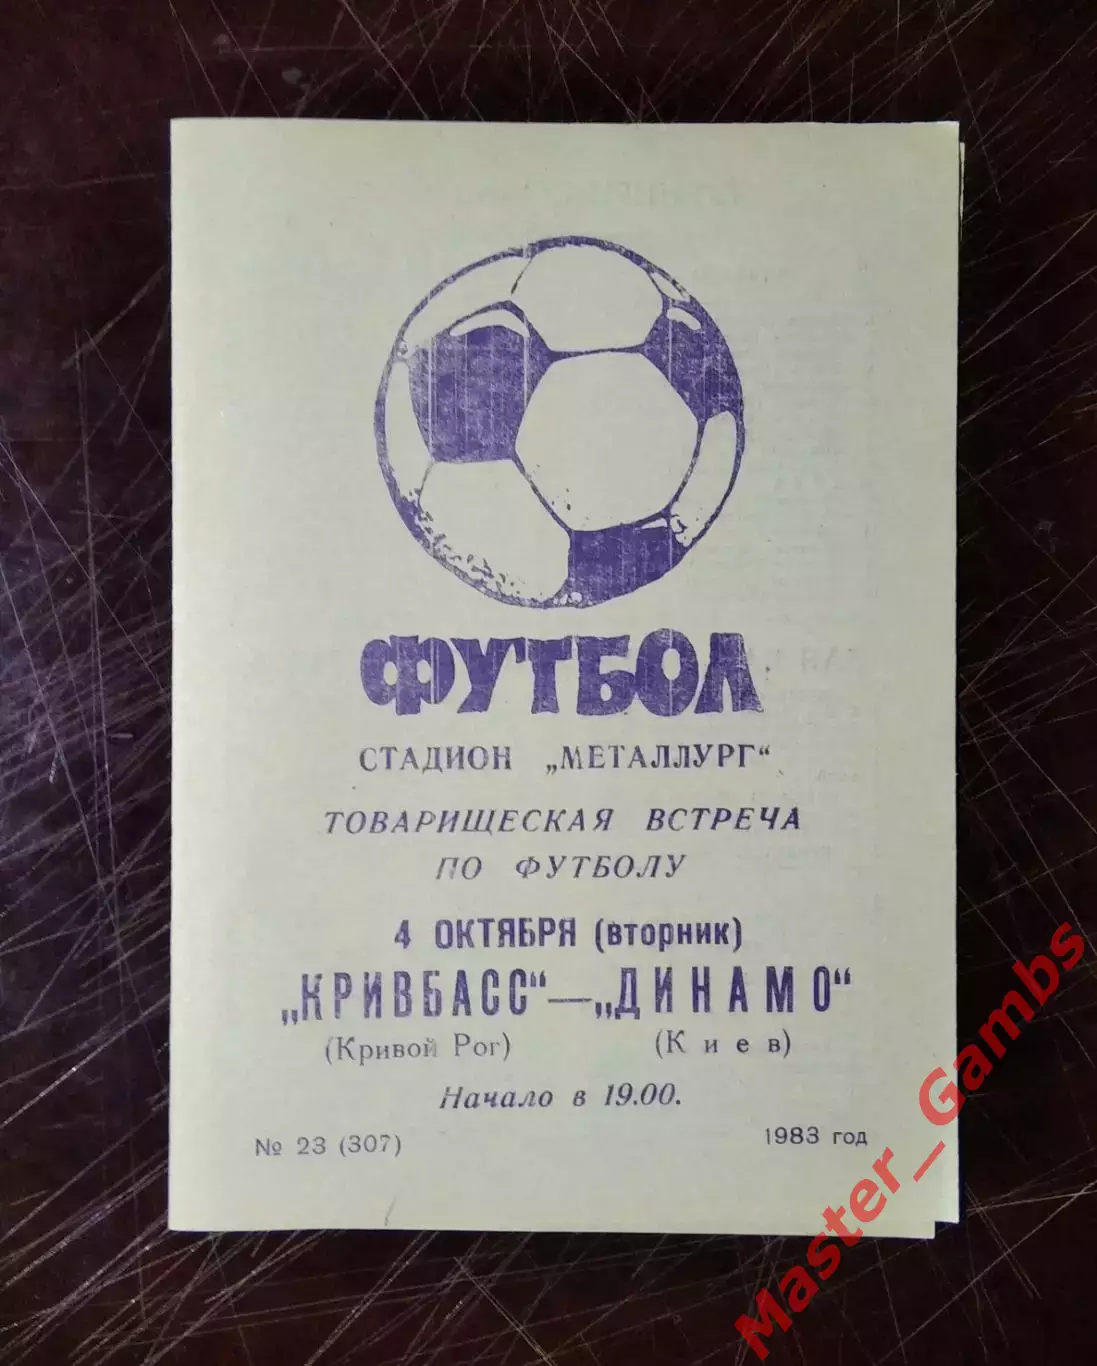 ФУТБОЛ
СТАДИОН „МЕТАЛЛУРГ“
ТОВАРИЩЕСКАЯ ВСТРЕЧА
ПО ФУТБОЛУ
4 ОКТЯБРЯ (вторник)
„КРИВБАСС“—„ДИНАМО“
(Кривой Рог) (Киев)
Начало в 19.00.
№ 23 (307) 1983 год
Master_Gambs